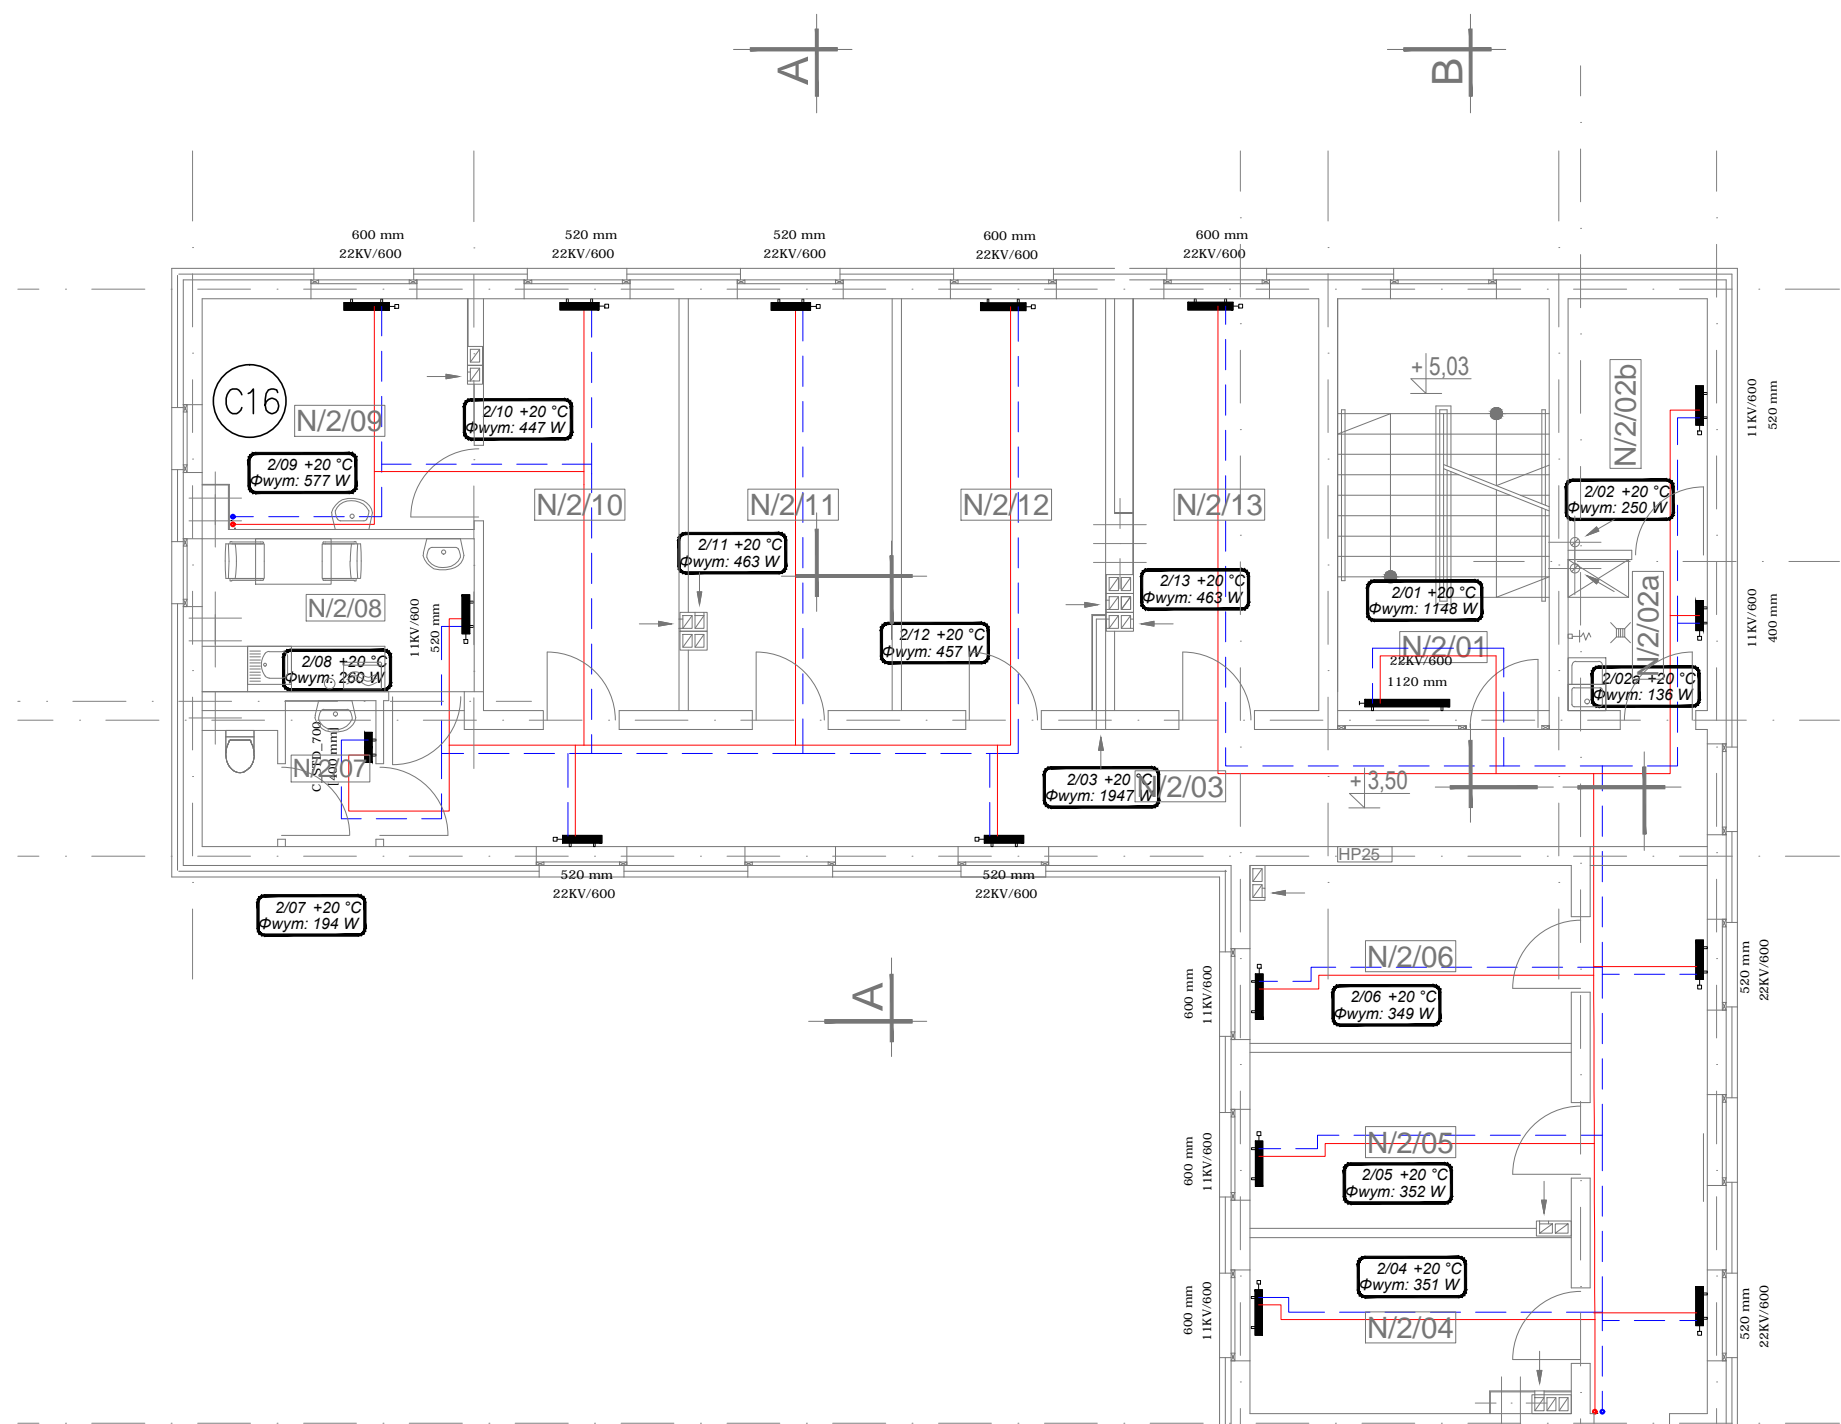 A
B
600 mm
22KV/600
520 mm
22KV/600
520 mm
22KV/600
600 mm
22KV/600
600 mm
22KV/600
C16
N/2/09
2/09 +20 °C
Φwym: 577 W
2/10 +20 °C
Φwym: 447 W
N/2/10
N/2/11
2/11 +20 °C
Φwym: 463 W
N/2/12
2/12 +20 °C
Φwym: 457 W
N/2/13
2/13 +20 °C
Φwym: 463 W
+5,03
2/01 +20 °C
Φwym: 1148 W
N/2/01
22KV/600
1120 mm
N/2/02b
2/02 +20 °C
Φwym: 250 W
N/2/02a
2/02a +20 °C
Φwym: 136 W
11KV/600
520 mm
11KV/600
400 mm
N/2/08
11KV/600
520 mm
2/08 +20 °C
Φwym: 260 W
N/2/07
400 mm
2/03 +20 °C
Φwym: 1947 W
N/2/03
+3,50
HP25
520 mm
22KV/600
520 mm
22KV/600
2/07 +20 °C
Φwym: 194 W
A
600 mm
11KV/600
N/2/06
2/06 +20 °C
Φwym: 349 W
520 mm
22KV/600
600 mm
11KV/600
N/2/05
2/05 +20 °C
Φwym: 352 W
600 mm
11KV/600
2/04 +20 °C
Φwym: 351 W
N/2/04
520 mm
22KV/600